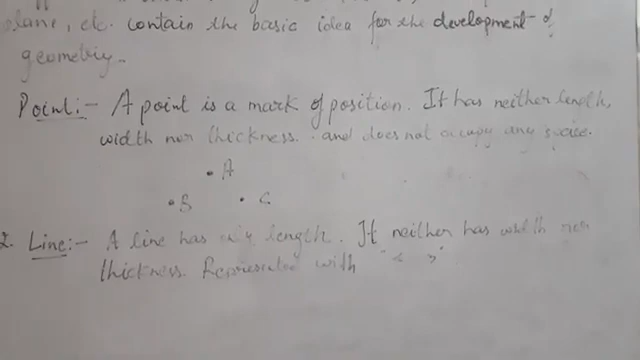 plane, etc. contain the basic idea for the development of
geometry..
Point:- A point is a mark of position. It has neither length,
width nor thickness. and does not occupy any space.
A
B C
2. Line:- A line has only length. It neither has width nor
thickness. Represented with "< >"